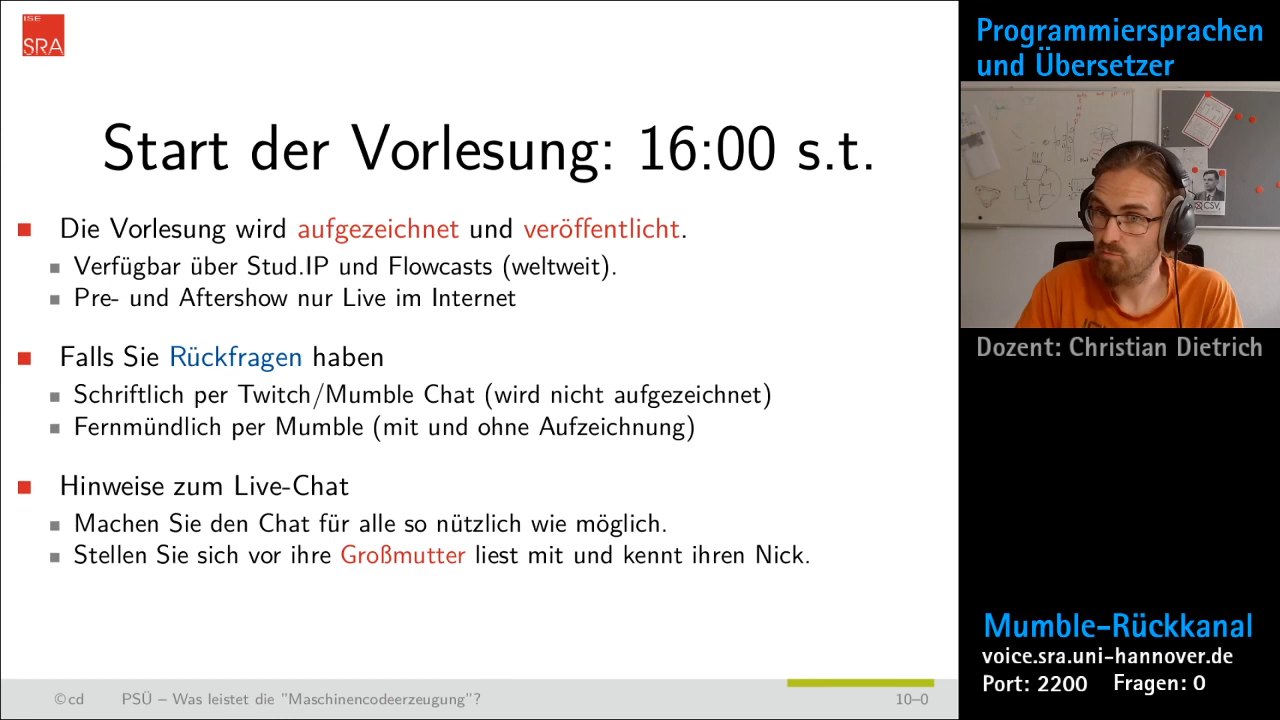 ISE
SRA
Start der Vorlesung: 16:00 s.t.
Die Vorlesung wird aufgezeichnet und veröffentlicht.
Verfügbar über Stud.IP und Flowcasts (weltweit).
Pre- und Aftershow nur Live im Internet
Falls Sie Rückfragen haben
Schriftlich per Twitch/Mumble Chat (wird nicht aufgezeichnet)
Fernmündlich per Mumble (mit und ohne Aufzeichnung)
Hinweise zum Live-Chat
Machen Sie den Chat für alle so nützlich wie möglich.
Stellen Sie sich vor ihre Großmutter liest mit und kennt ihren Nick.
©cd PSÜ – Was leistet die "Maschinencodeerzeugung"? 10–0
Programmiersprachen
und Übersetzer
Dozent: Christian Dietrich
Mumble-Rückkanal
voice.sra.uni-hannover.de
Port: 2200 Fragen: 0